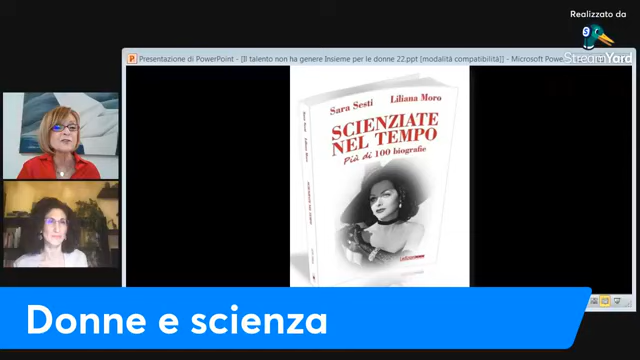 Realizzato da
StreamYard
Presentazione di PowerPoint - [Il talento non ha genere Insieme per le donne 22.ppt [modalità compatibilità]] - Microsoft Powe
Sara Sesti Liliana Moro
SCIENZIATE
NEL TEMPO
Più di 100 biografie
Donne e scienza